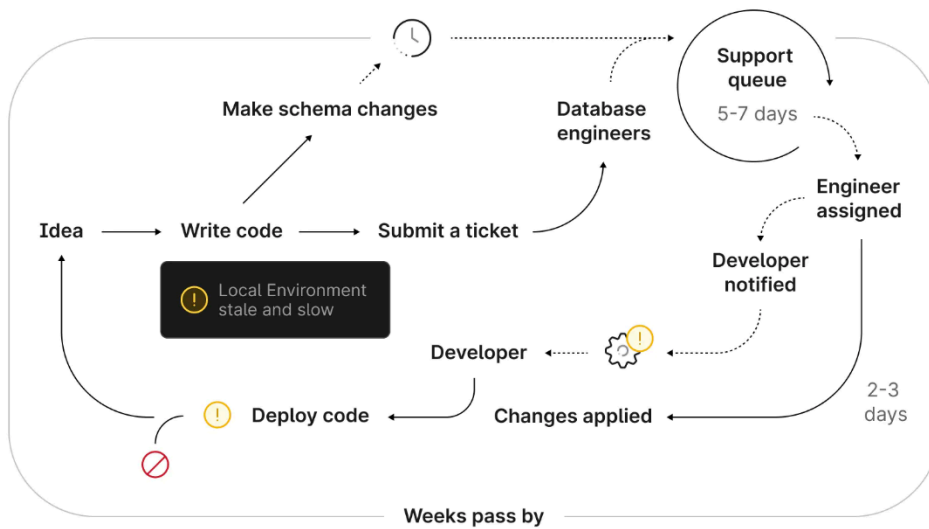 Support
queue
5-7 days
Make schema changes
Database
engineers
Engineer
assigned
Idea
Write code
Submit a ticket
Developer
notified
! Local Environment
stale and slow
!
Developer
2-3
days
! Deploy code
Changes applied
Weeks pass by